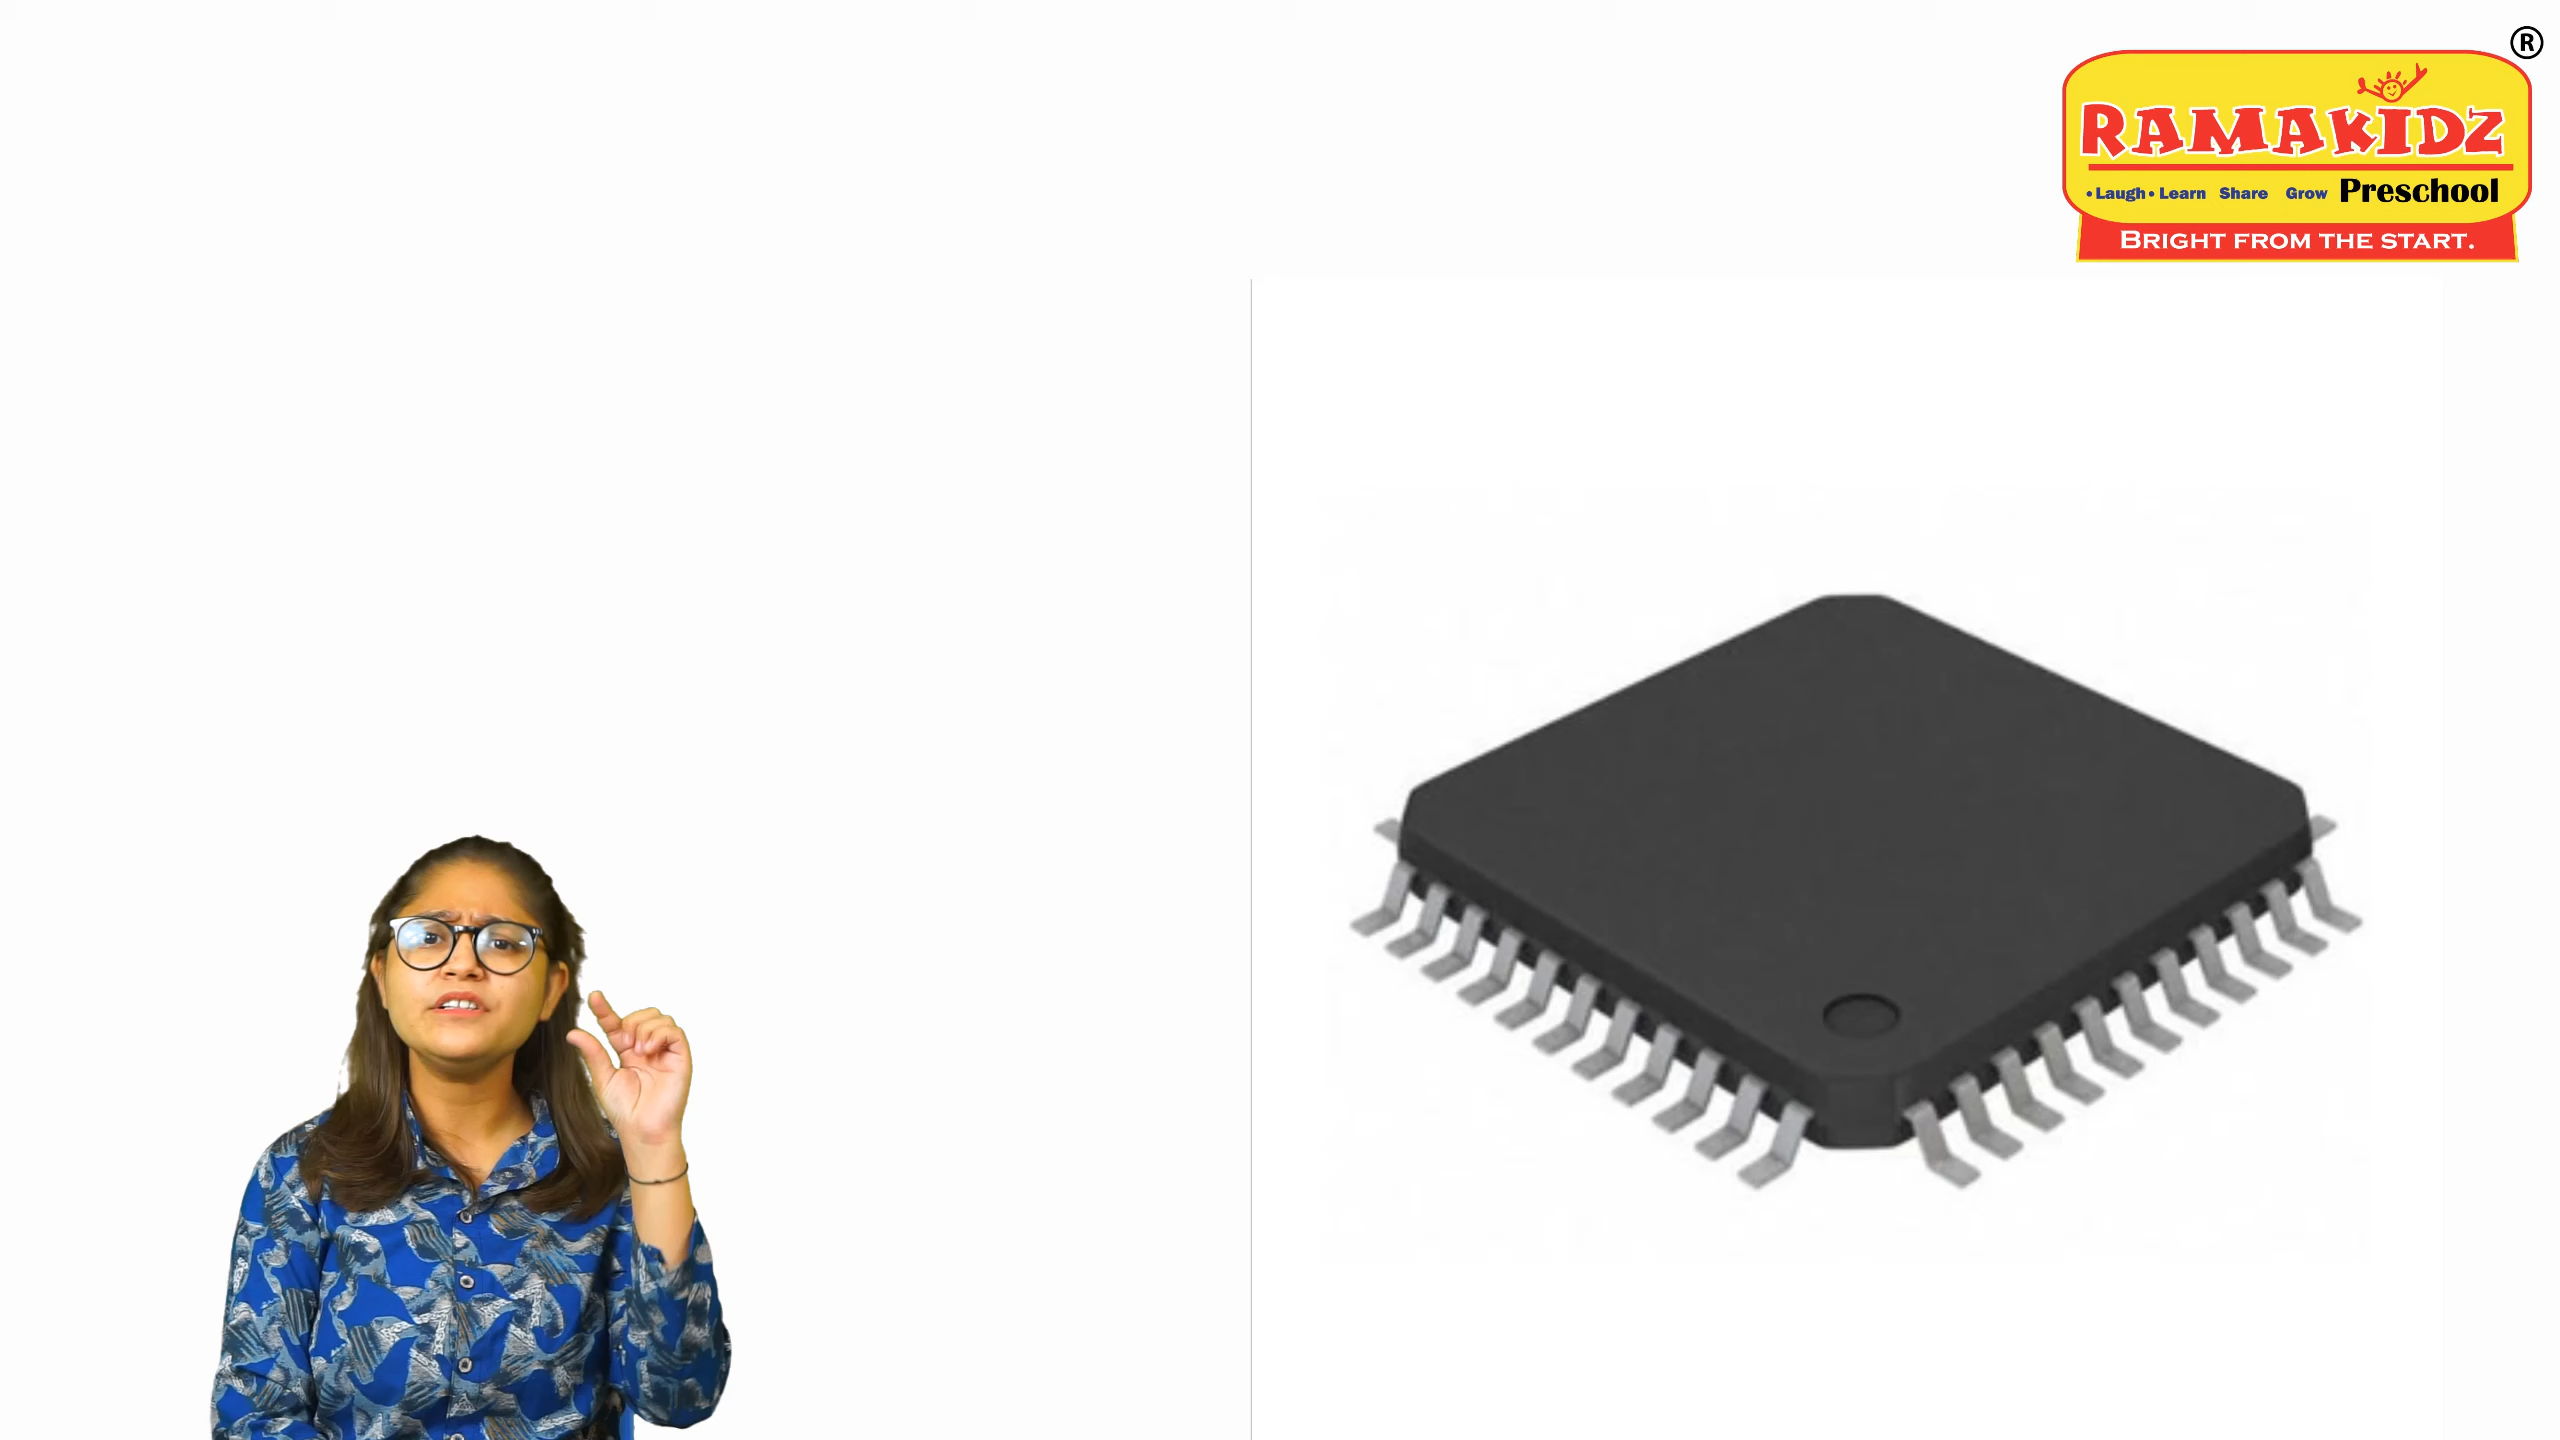 ®
RAMAKIDZ
• Laugh • Learn Share Grow Preschool
BRIGHT FROM THE START.